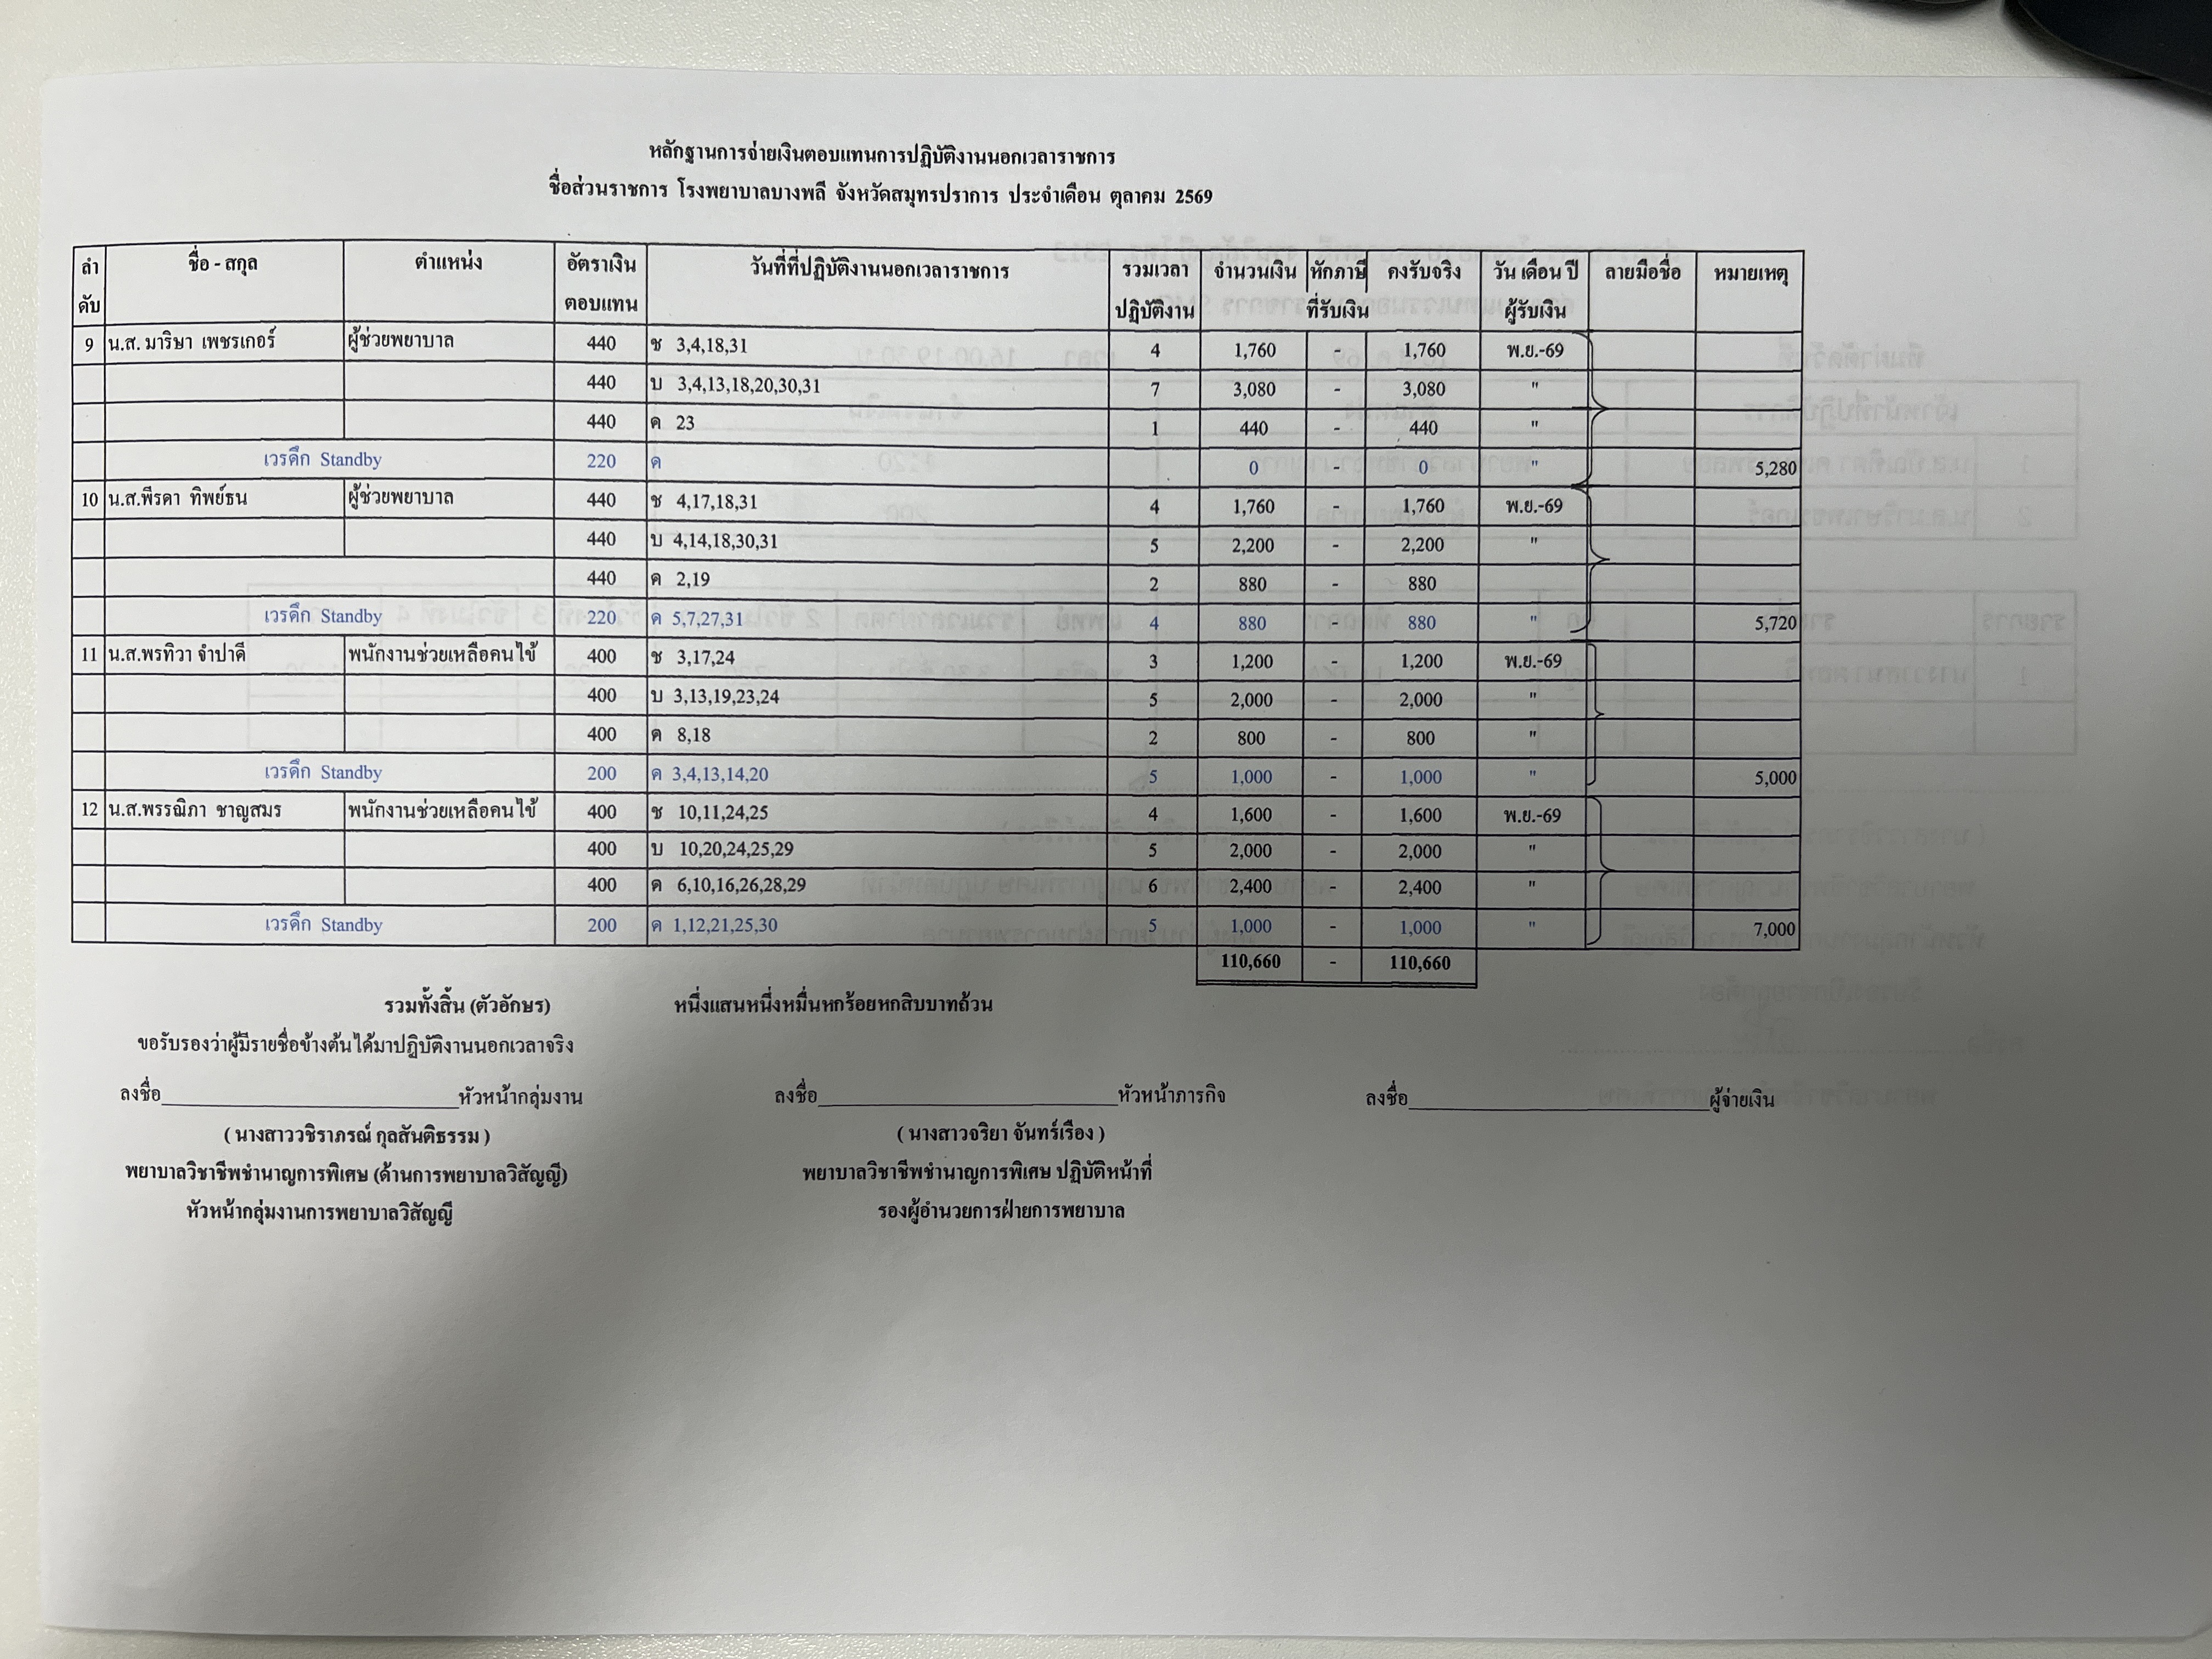 หลักฐานการจ่ายเงินตอบแทนการปฏิบัติงานนอกเวลาราชการ
ชื่อส่วนราชการ โรงพยาบาลบางพลี จังหวัดสมุทรปราการ ประจำเดือน ตุลาคม 2569
ลำดับ ชื่อ - สกุล ตำแหน่ง อัตราเงินตอบแทน วันที่ที่ปฏิบัติงานนอกเวลาราชการ รวมเวลาปฏิบัติงาน จำนวนเงิน หักภาษี คงรับจริง ที่รับเงิน วัน เดือน ปี ผู้รับเงิน ลายมือชื่อ หมายเหตุ
9 น.ส. มาริษา เพชรเกอร์ ผู้ช่วยพยาบาล 440 ช 3,4,18,31 4 1,760 - 1,760 พ.ย.-69
440 บ 3,4,13,18,20,30,31 7 3,080 - 3,080 "
440 ค 23 1 440 - 440 "
เวรดึก Standby 220 ค 0 - 0 " 5,280
10 น.ส.พีรดา ทิพย์ธน ผู้ช่วยพยาบาล 440 ช 4,17,18,31 4 1,760 - 1,760 พ.ย.-69
440 บ 4,14,18,30,31 5 2,200 - 2,200 "
440 ค 2,19 2 880 - 880
เวรดึก Standby 220 ค 5,7,27,31 4 880 - 880 " 5,720
11 น.ส.พรทิวา จำปาดี พนักงานช่วยเหลือคนไข้ 400 ช 3,17,24 3 1,200 - 1,200 พ.ย.-69
400 บ 3,13,19,23,24 5 2,000 - 2,000 "
400 ค 8,18 2 800 - 800 "
เวรดึก Standby 200 ค 3,4,13,14,20 5 1,000 - 1,000 " 5,000
12 น.ส.พรรณิภา ชาญสมร พนักงานช่วยเหลือคนไข้ 400 ช 10,11,24,25 4 1,600 - 1,600 พ.ย.-69
400 บ 10,20,24,25,29 5 2,000 - 2,000 "
400 ค 6,10,16,26,28,29 6 2,400 - 2,400 "
เวรดึก Standby 200 ค 1,12,21,25,30 5 1,000 - 1,000 " 7,000
110,660 - 110,660
รวมทั้งสิ้น (ตัวอักษร) หนึ่งแสนหนึ่งหมื่นหกร้อยหกสิบบาทถ้วน
ขอรับรองว่าผู้มีรายชื่อข้างต้นได้มาปฏิบัติงานนอกเวลาจริง
ลงชื่อ หัวหน้ากลุ่มงาน ลงชื่อ หัวหน้าภารกิจ ลงชื่อ ผู้จ่ายเงิน
( นางสาววชิราภรณ์ กุลสันติธรรม ) ( นางสาวจริยา จันทร์เรือง )
พยาบาลวิชาชีพชำนาญการพิเศษ (ด้านการพยาบาลวิสัญญี) พยาบาลวิชาชีพชำนาญการพิเศษ ปฏิบัติหน้าที่
หัวหน้ากลุ่มงานการพยาบาลวิสัญญี รองผู้อำนวยการฝ่ายการพยาบาล